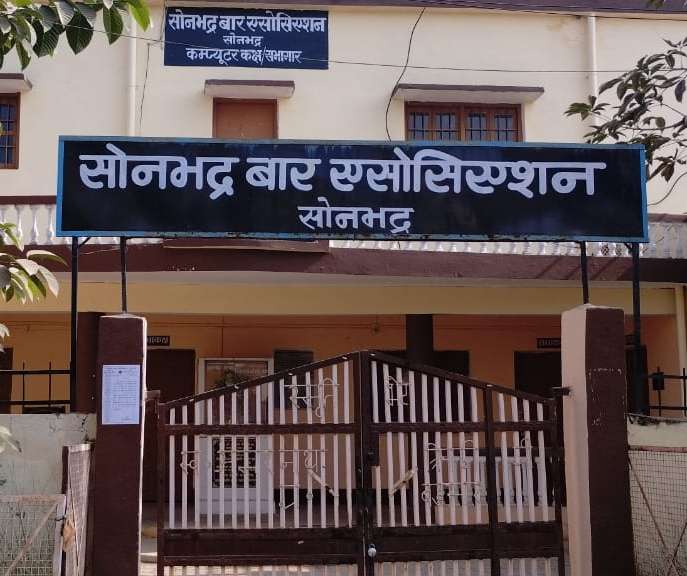 सोनभद्र बार एसोसिएशन
सोनभद्र
कम्प्यूटर कक्ष/सभागार
सोनभद्र बार एसोसिएशन
सोनभद्र
स्मृति